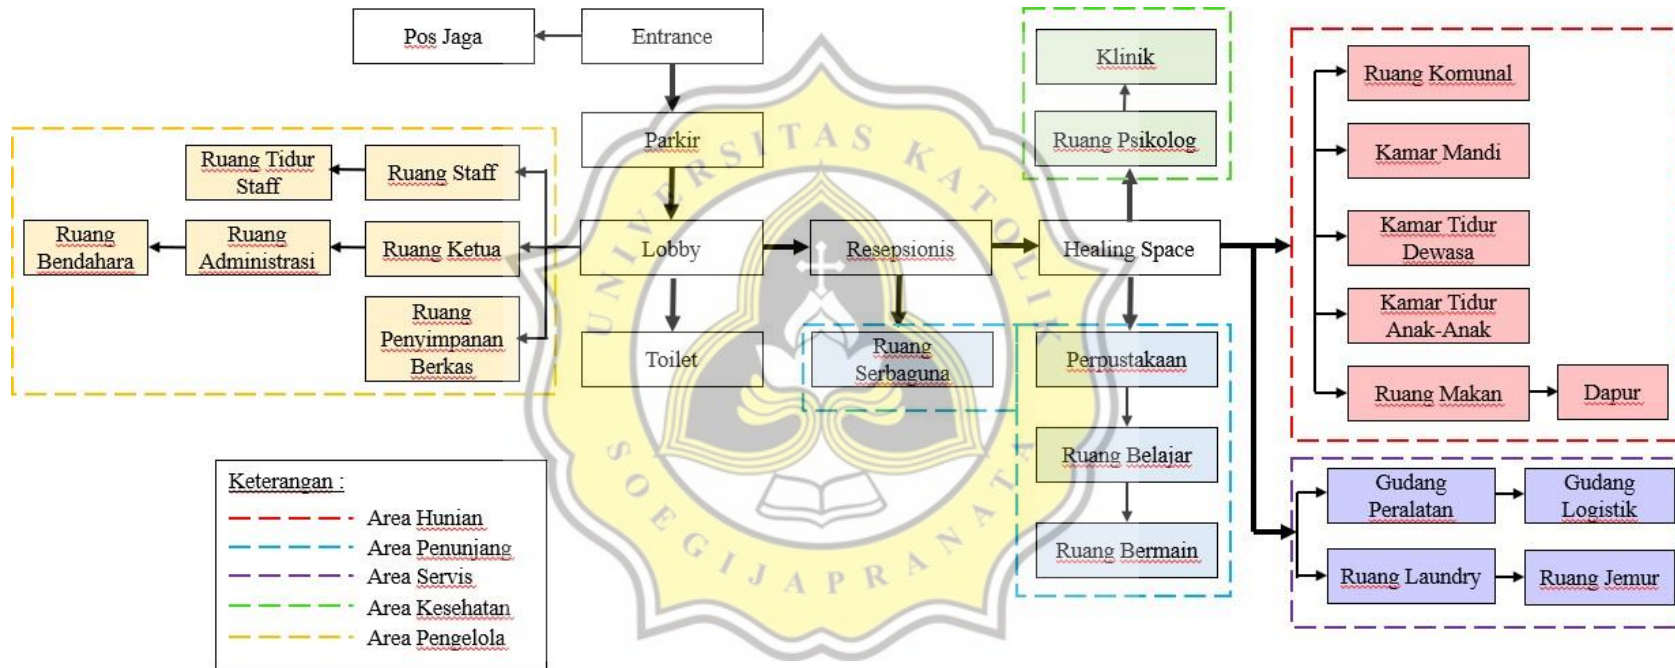 Pos Jaga
Entrance
Parkir
Ruang Tidur
Staff
Ruang Staff
Ruang
Bendahara
Ruang
Administrasi
Ruang Ketua
Ruang
Penyimpanan
Berkas
Lobby
Toilet
Resepsionis
Ruang
Serbaguna
Healing Space
Klinik
Ruang Psikolog
Perpustakaan
Ruang Belajar
Ruang Bermain
Ruang Komunal
Kamar Mandi
Kamar Tidur
Dewasa
Kamar Tidur
Anak-Anak
Ruang Makan
Dapur
Gudang
Peralatan
Gudang
Logistik
Ruang Laundry
Ruang Jemur
Keterangan :
Area Hunian
Area Penunjang
Area Servis
Area Kesehatan
Area Pengelola
UNIVERSITAS KATOLIK
SOEGIJAPRANATA